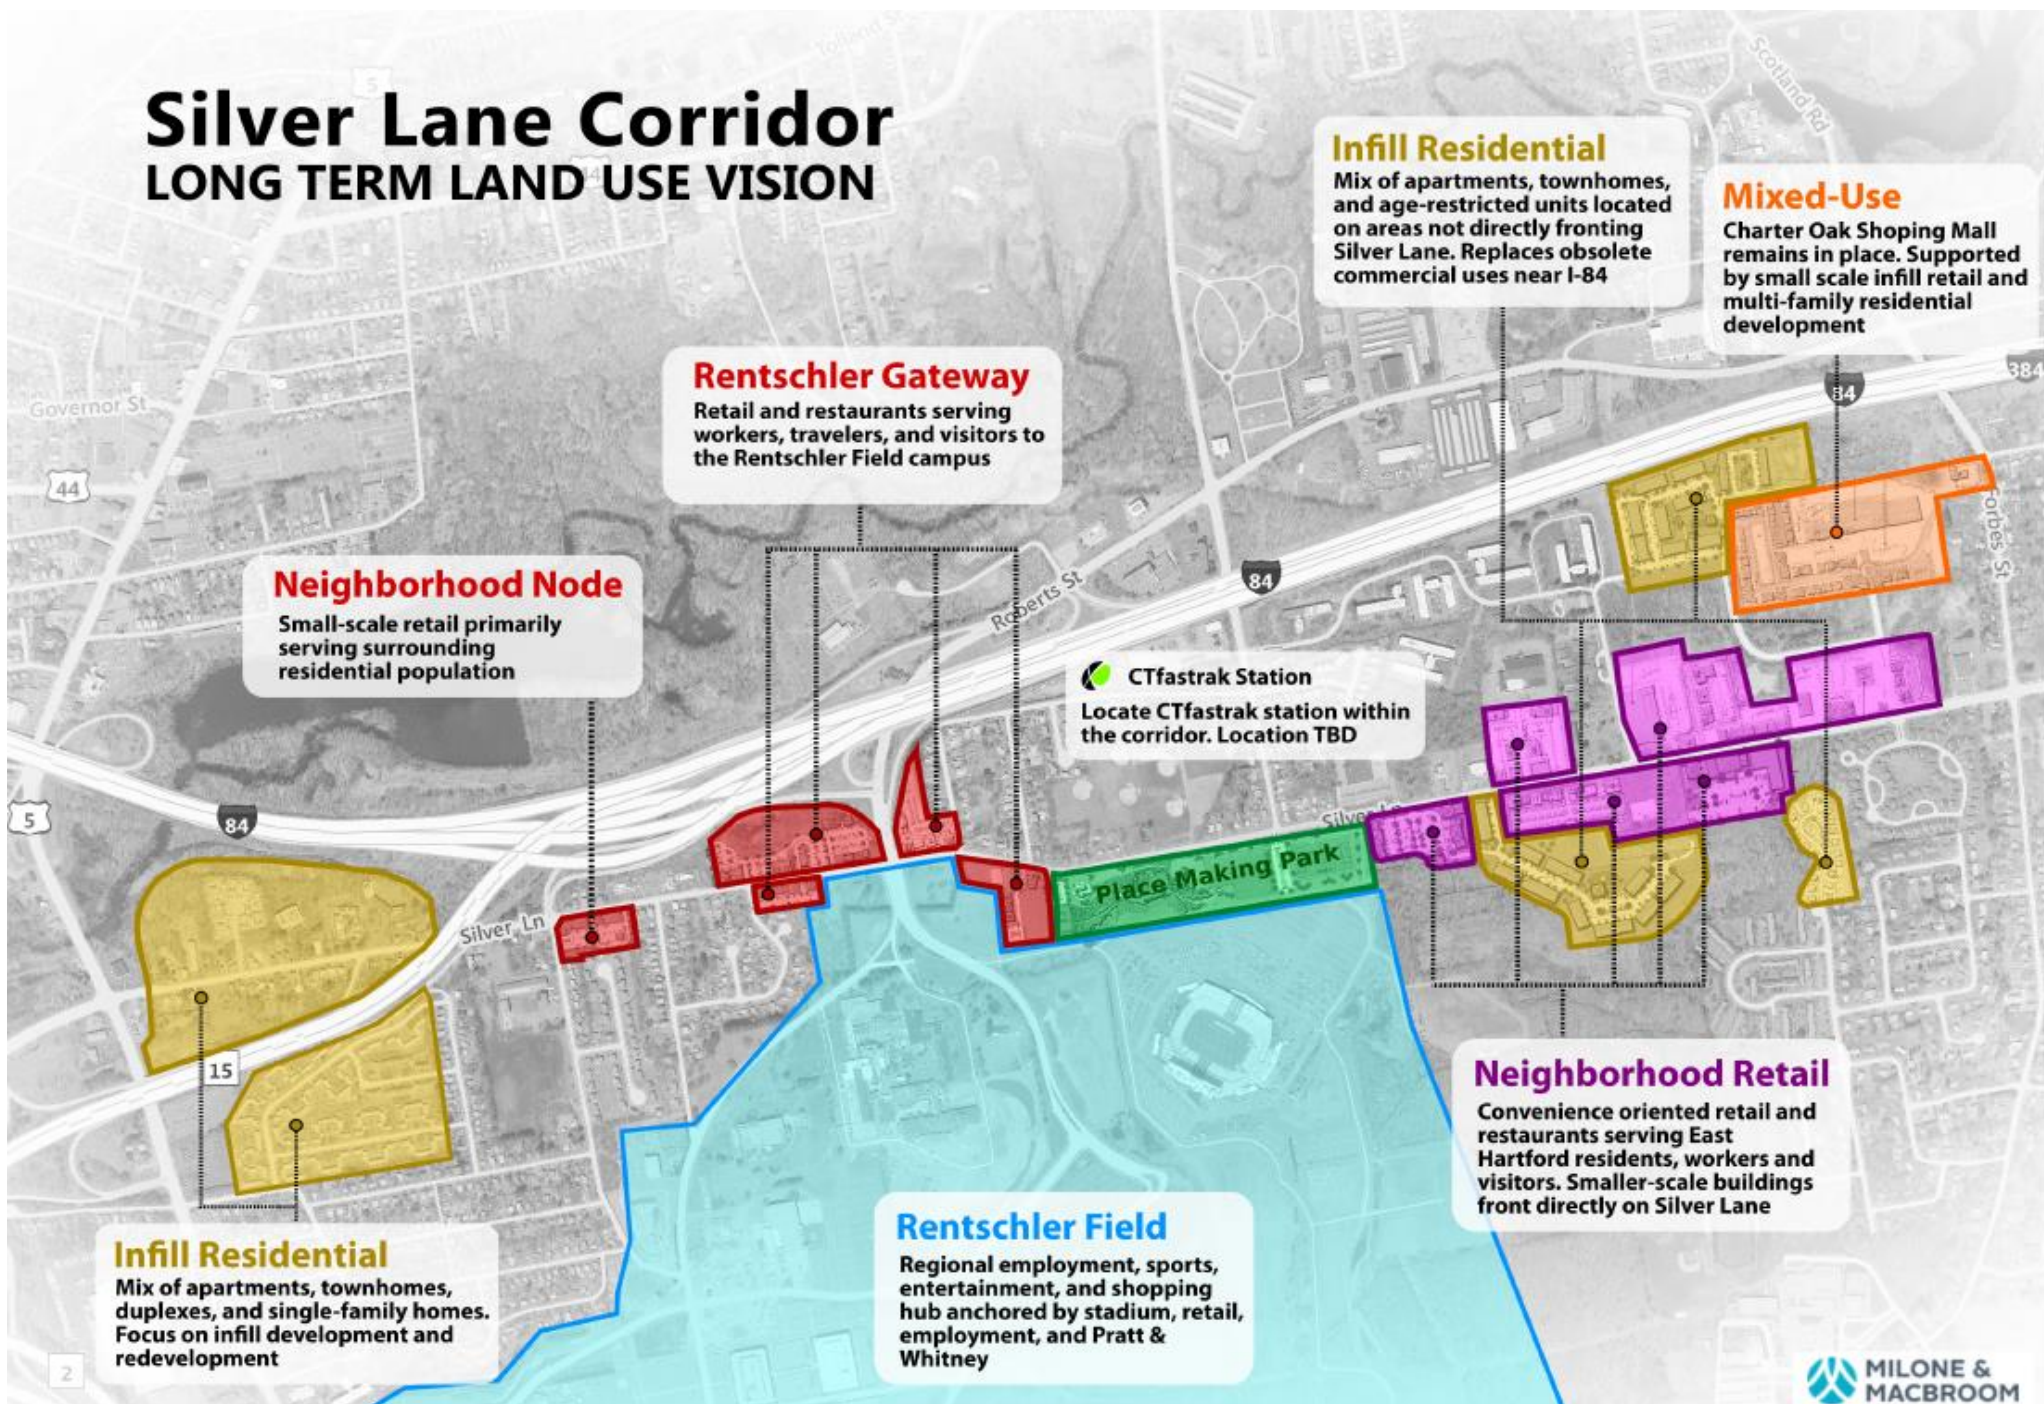 Silver Lane Corridor
LONG TERM LAND USE VISION
Tolland St
5
44
Scotland Rd
Infill Residential
Mix of apartments, townhomes,
and age-restricted units located
on areas not directly fronting
Silver Lane. Replaces obsolete
commercial uses near I-84
Mixed-Use
Charter Oak Shoping Mall
remains in place. Supported
by small scale infill retail and
multi-family residential
development
384
84
Rentschler Gateway
Retail and restaurants serving
workers, travelers, and visitors to
the Rentschler Field campus
Governor St
44
Forbes St
Neighborhood Node
Small-scale retail primarily
serving surrounding
residential population
Roberts St
84
CTfastrak Station
Locate CTfastrak station within
the corridor. Location TBD
5
84
Silver Ln
Place Making Park
Silver Ln
15
Neighborhood Retail
Convenience oriented retail and
restaurants serving East
Hartford residents, workers and
visitors. Smaller-scale buildings
front directly on Silver Lane
Rentschler Field
Regional employment, sports,
entertainment, and shopping
hub anchored by stadium, retail,
employment, and Pratt &
Whitney
Infill Residential
Mix of apartments, townhomes,
duplexes, and single-family homes.
Focus on infill development and
redevelopment
2
MILONE &
MACBROOM